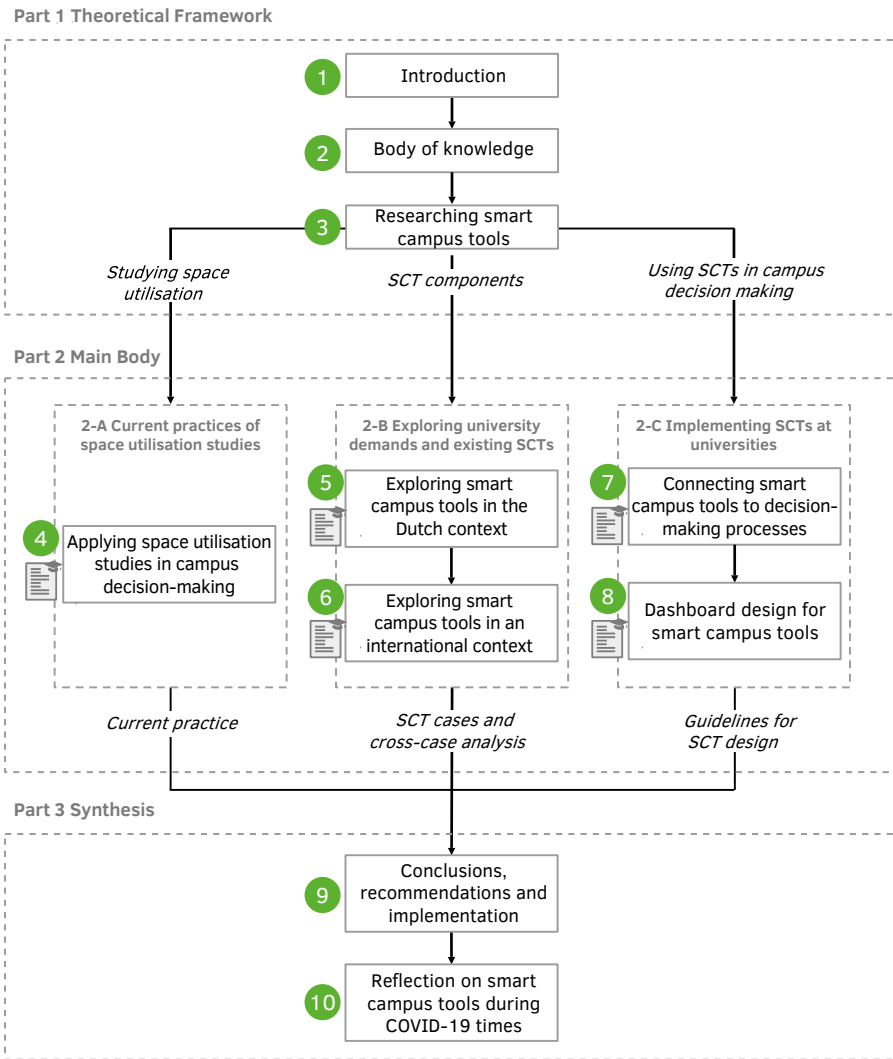 Part 1 Theoretical Framework
1
Introduction
2
Body of knowledge
3
Researching smart
campus tools
Studying space
utilisation
SCT components
Using SCTs in campus
decision making
Part 2 Main Body
2-A Current practices of
space utilisation studies
4
Applying space utilisation
studies in campus
decision-making
2-B Exploring university
demands and existing SCTs
5
Exploring smart
campus tools in the
Dutch context
6
Exploring smart
campus tools in an
international context
2-C Implementing SCTs at
universities
7
Connecting smart
campus tools to decision-
making processes
8
Dashboard design for
smart campus tools
Current practice
SCT cases and
cross-case analysis
Guidelines for
SCT design
Part 3 Synthesis
9
Conclusions,
recommendations and
implementation
10
Reflection on smart
campus tools during
COVID-19 times